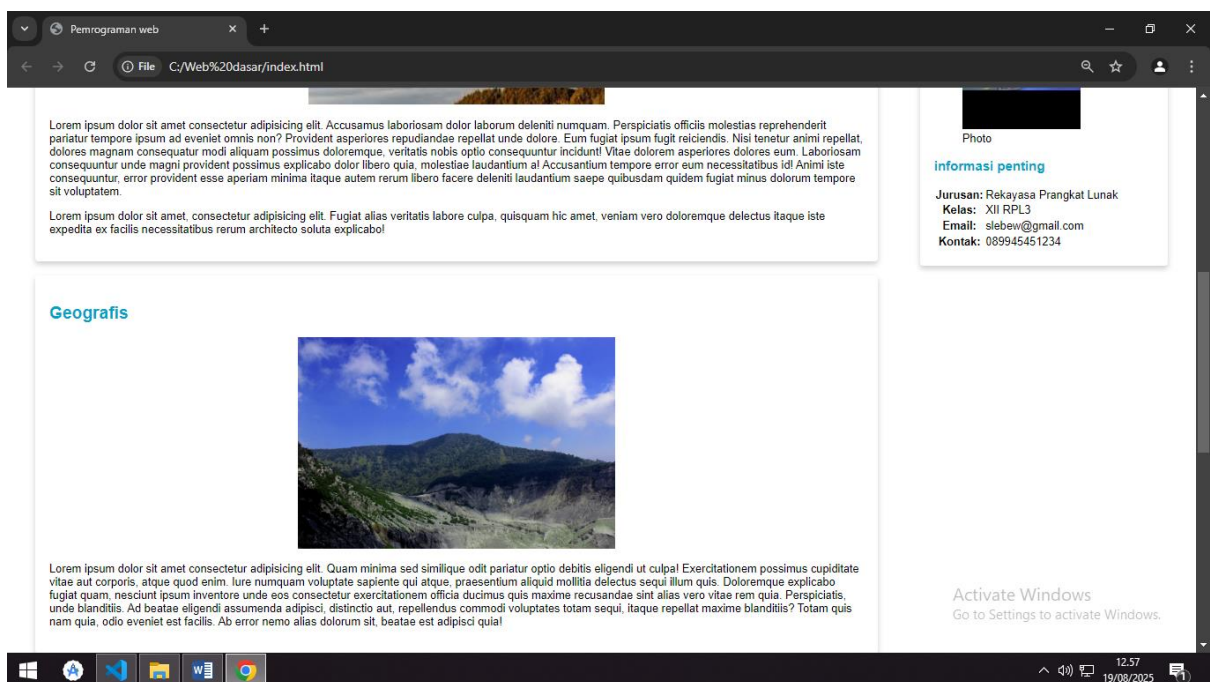 Pemrograman web
File C:/Web%20dasar/index.html
Lorem ipsum dolor sit amet consectetur adipisicing elit. Accusamus laboriosam dolor laborum deleniti numquam. Perspiciatis officiis molestias reprehenderit
pariatur tempore ipsum ad eveniet omnis non? Provident asperiores repudiandae repellat unde dolore. Eum fugiat ipsum fugit reiciendis. Nisi tenetur animi repellat,
dolores magnam consequatur modi aliquam possimus doloremque, veritatis nobis optio consequuntur incidunt! Vitae dolorem asperiores dolores eum. Laboriosam
consequuntur unde magni provident possimus explicabo dolor libero quia, molestiae laudantium a! Accusantium tempore error eum necessitatibus id! Animi iste
consequuntur, error provident esse aperiam minima itaque autem rerum libero facere deleniti laudantium saepe quibusdam quidem fugiat minus dolorum tempore
sit voluptatem.
Lorem ipsum dolor sit amet, consectetur adipisicing elit. Fugiat alias veritatis labore culpa, quisquam hic amet, veniam vero doloremque delectus itaque iste
expedita ex facilis necessitatibus rerum architecto soluta explicabo!
Photo
informasi penting
Jurusan: Rekayasa Prangkat Lunak
Kelas: XII RPL3
Email: slebew@gmail.com
Kontak: 089945451234
Geografis
Lorem ipsum dolor sit amet consectetur adipisicing elit. Quam minima sed similique odit pariatur optio debitis eligendi ut culpa! Exercitationem possimus cupiditate
vitae aut corporis, atque quod enim. Iure numquam voluptate sapiente qui atque, praesentium aliquid mollitia delectus sequi illum quis. Doloremque explicabo
fugiat quam, nesciunt ipsum inventore unde eos consectetur exercitationem officia ducimus quis maxime recusandae sint alias vero vitae rem quia. Perspiciatis,
unde blanditiis. Ad beatae eligendi assumenda adipisci, distinctio aut, repellendus commodi voluptates totam sequi, itaque repellat maxime blanditiis? Totam quis
nam quia, odio eveniet est facilis. Ab error nemo alias dolorum sit, beatae est adipisci quia!
Activate Windows
Go to Settings to activate Windows.
12.57
19/08/2025